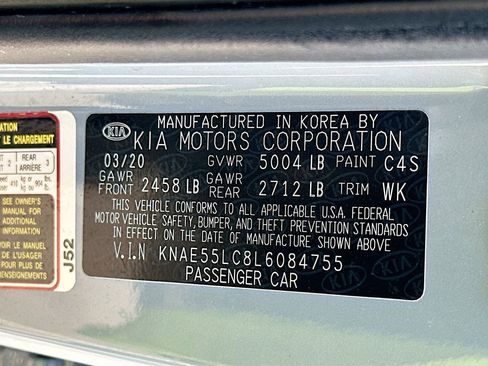 MANUFACTURED IN KOREA BY
KIA KIA MOTORS CORPORATION
03/20 GVWR 5004 LB PAINT C4S
GAWR FRONT 2458 LB GAWR REAR 2712 LB TRIM WK
THIS VEHICLE CONFORMS TO ALL APPLICABLE U.S.A. FEDERAL
MOTOR VEHICLE SAFETY, BUMPER, AND THEFT PREVENTION STANDARDS
IN EFFECT ON THE DATE OF MANUFACTURE SHOWN ABOVE
V.I.N KNAE55LC8L6084755
PASSENGER CAR
LE CHARGEMENT
2 REAR ARRIÈRE 3
SEE OWNER'S
MANUAL FOR
ADDITIONAL
INFORMATION
VOIR LE MANUEL
DE L'USAGER
POUR PLUS DE
J52